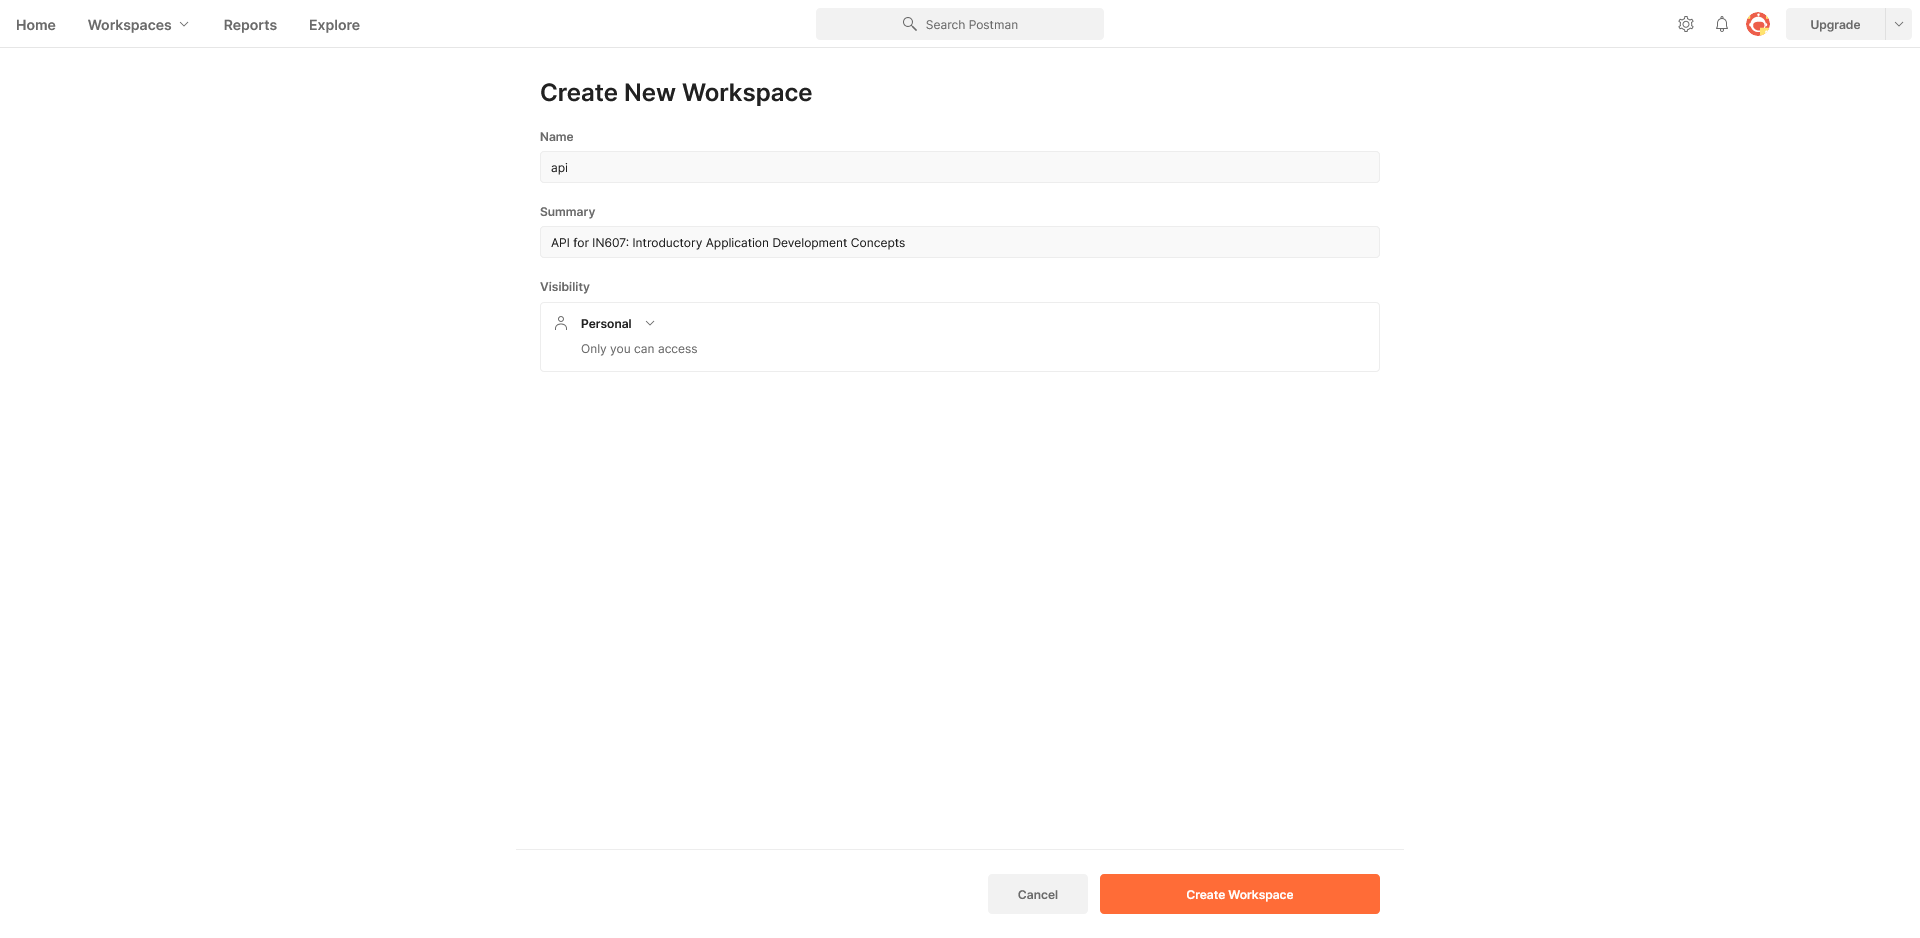 Home Workspaces Reports Explore Search Postman Upgrade
Create New Workspace
Name
api
Summary
API for IN607: Introductory Application Development Concepts
Visibility
Personal
Only you can access
Cancel Create Workspace